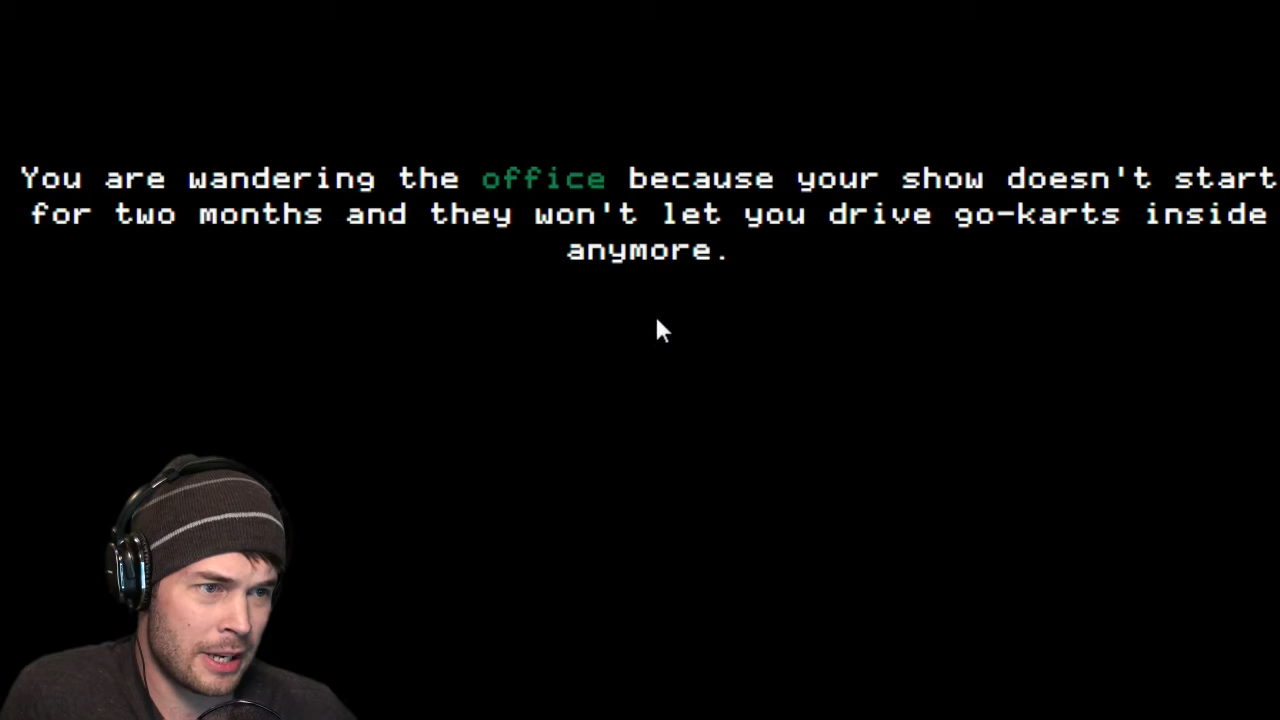 You are wandering the office because your show doesn't start
for two months and they won't let you drive go-karts inside
anymore.